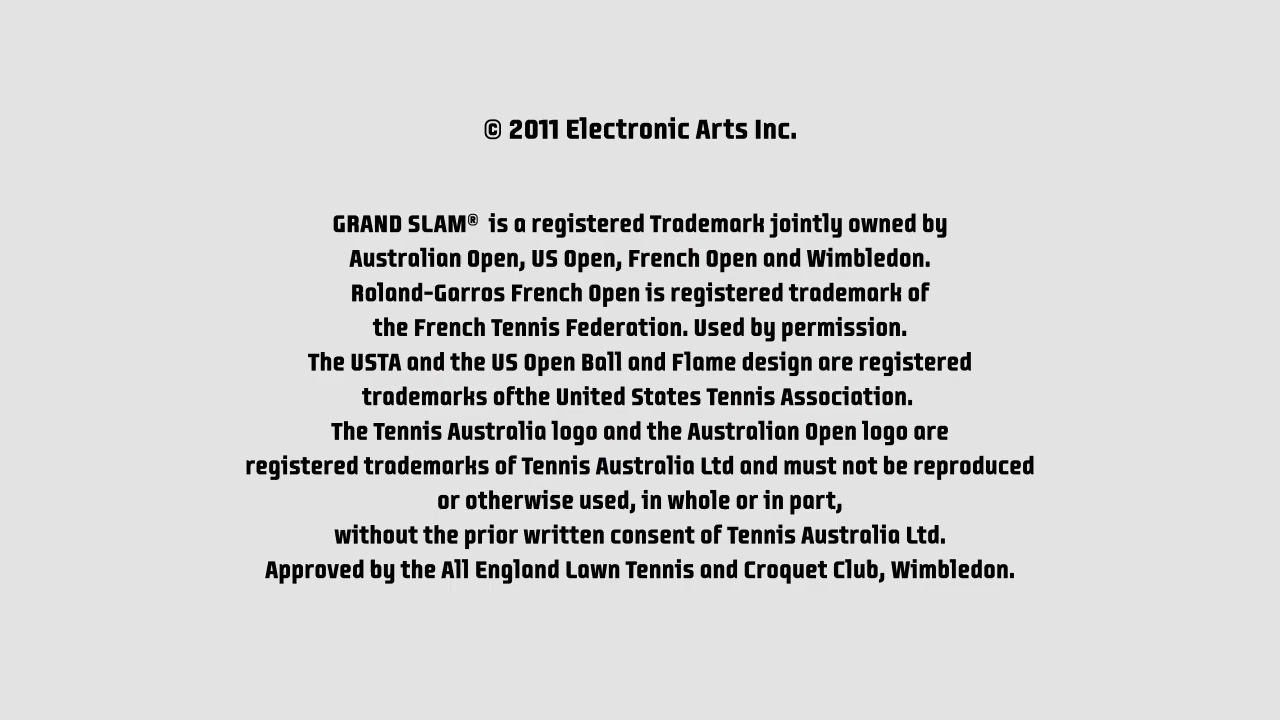 © 2011 Electronic Arts Inc.
GRAND SLAM® is a registered Trademark jointly owned by
Australian Open, US Open, French Open and Wimbledon.
Roland-Garros French Open is registered trademark of
the French Tennis Federation. Used by permission.
The USTA and the US Open Ball and Flame design are registered
trademarks ofthe United States Tennis Association.
The Tennis Australia logo and the Australian Open logo are
registered trademarks of Tennis Australia Ltd and must not be reproduced
or otherwise used, in whole or in part,
without the prior written consent of Tennis Australia Ltd.
Approved by the All England Lawn Tennis and Croquet Club, Wimbledon.